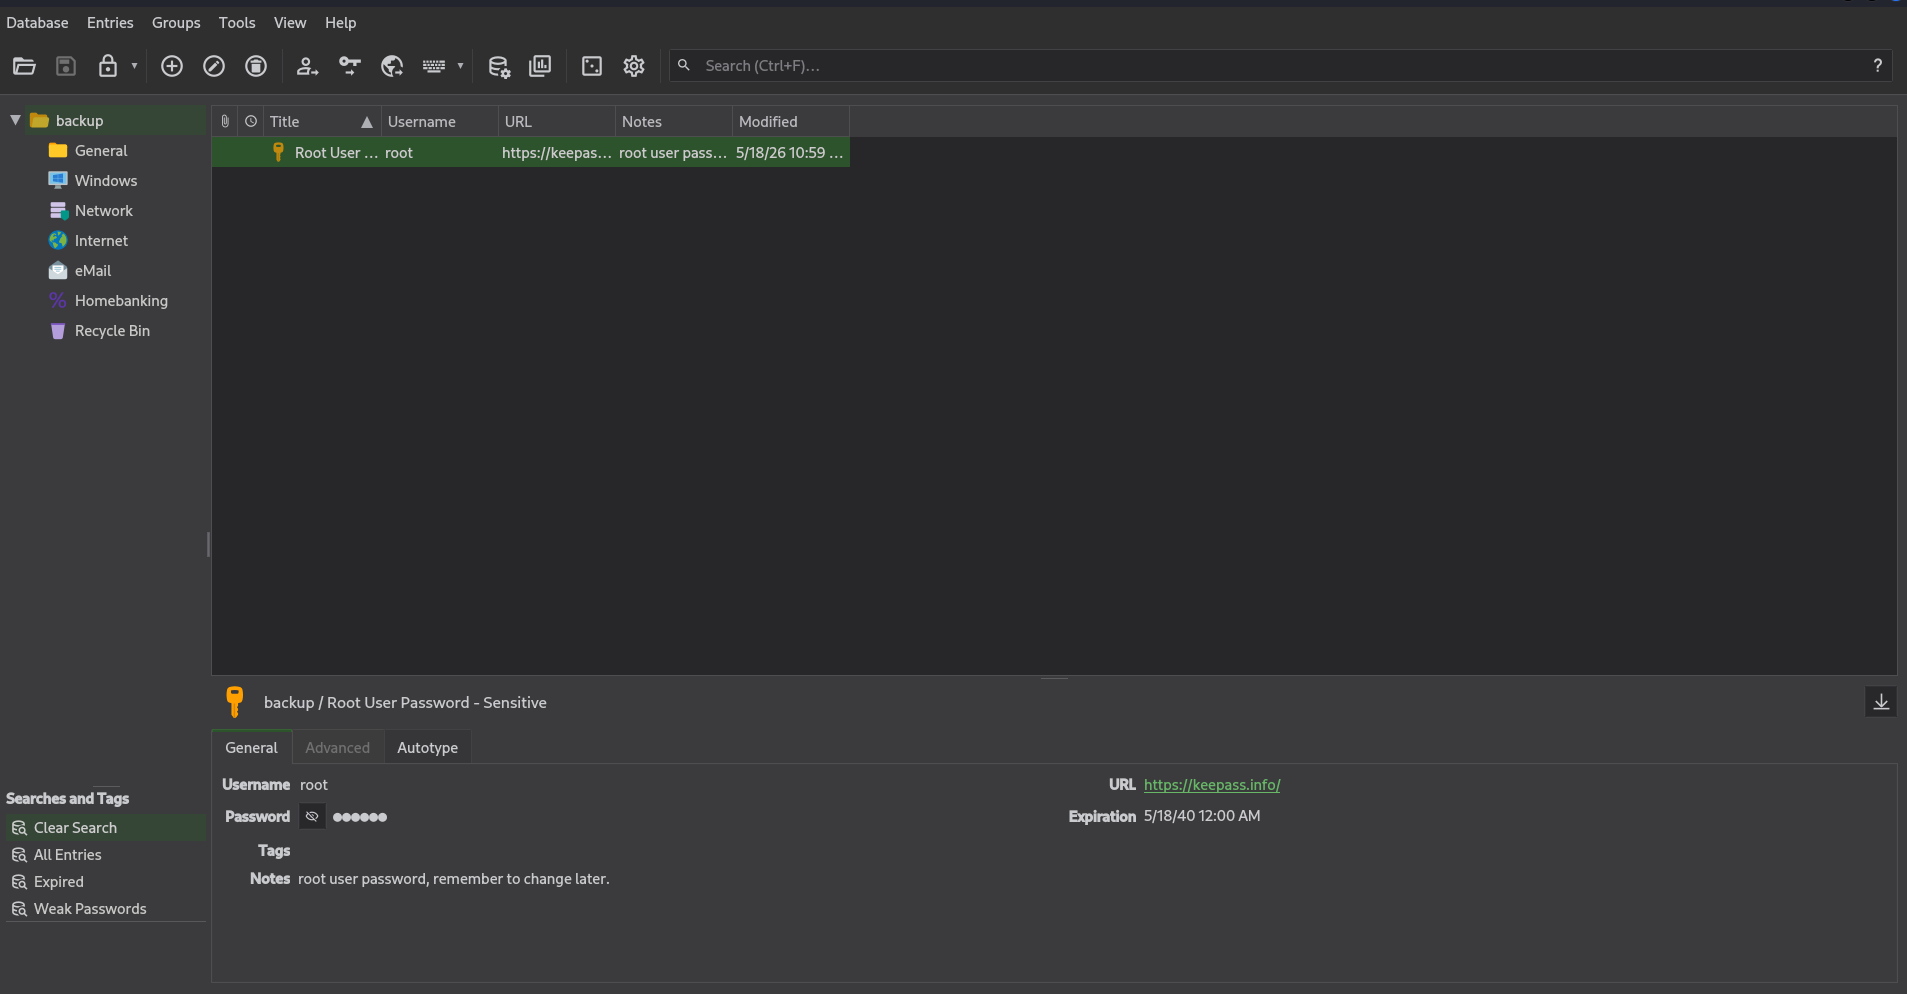 Database Entries Groups Tools View Help
Search (Ctrl+F)... ?
backup
General
Windows
Network
Internet
eMail
Homebanking
Recycle Bin
Title Username URL Notes Modified
Root User ... root https://keepas... root user pass... 5/18/26 10:59 ...
backup / Root User Password - Sensitive
General Advanced Autotype
Username root URL https://keepass.info/
Password ●●●●●● Expiration 5/18/40 12:00 AM
Tags
Notes root user password, remember to change later.
Searches and Tags
Clear Search
All Entries
Expired
Weak Passwords